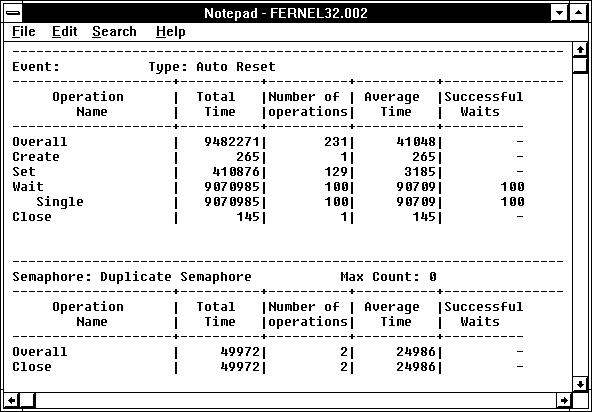 Notepad - FERNEL32.002
File Edit Search Help
--------------------------------------------------------------------
Event:           Type: Auto Reset
--------------------+----------+----------+----------+--------------
     Operation      |  Total   |Number of |  Average |Successful
        Name        |   Time   |operations|    Time  |  Waits
--------------------+----------+----------+----------+----------
Overall             |   9482271|       231|     41048|         -
Create              |       265|         1|       265|         -
Set                 |    410876|       129|      3185|         -
Wait                |   9070985|       100|     90709|       100
   Single           |   9070985|       100|     90709|       100
Close               |       145|         1|       145|         -
--------------------------------------------------------------------
Semaphore: Duplicate Semaphore           Max Count: 0
--------------------+----------+----------+----------+--------------
     Operation      |  Total   |Number of |  Average |Successful
        Name        |   Time   |operations|    Time  |  Waits
--------------------+----------+----------+----------+----------
Overall             |     49972|         2|     24986|         -
Close               |     49972|         2|     24986|         -